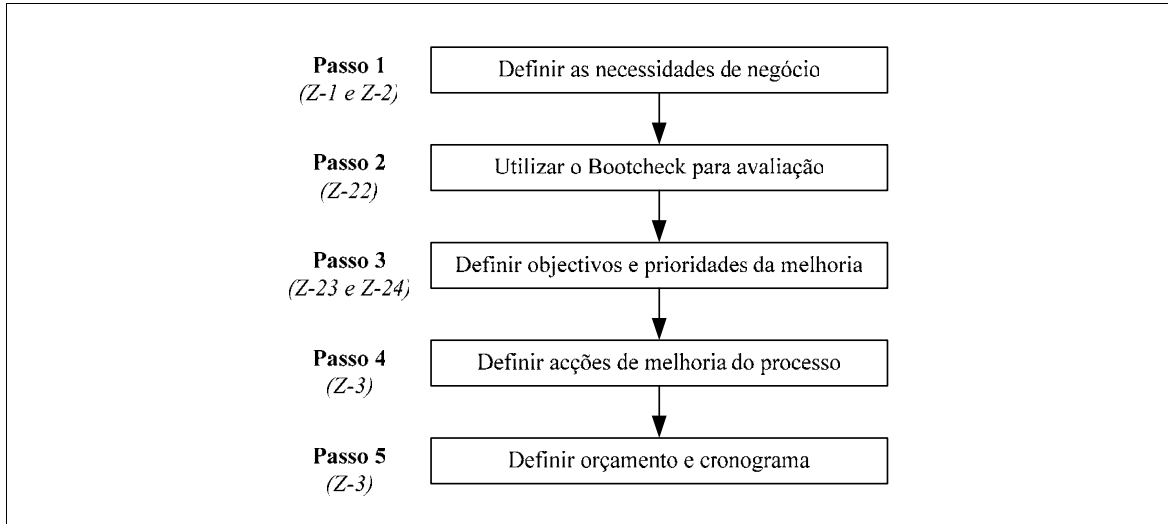 Passo 1
(Z-1 e Z-2)
Definir as necessidades de negócio
Passo 2
(Z-22)
Utilizar o Bootcheck para avaliação
Passo 3
(Z-23 e Z-24)
Definir objectivos e prioridades da melhoria
Passo 4
(Z-3)
Definir acções de melhoria do processo
Passo 5
(Z-3)
Definir orçamento e cronograma